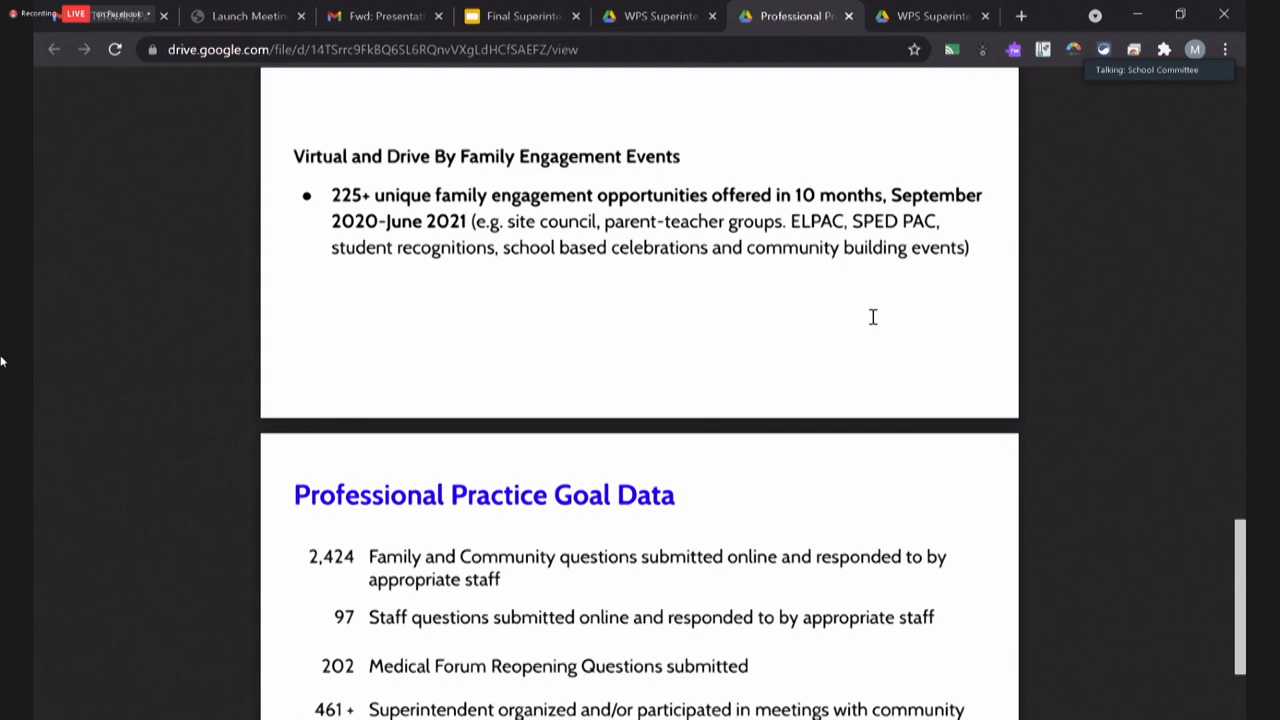 Recording
LIVE on Facebook
Launch Meetin
Fwd: Presentati
Final Superinte
WPS Superinte
Professional Pr
WPS Superinte
drive.google.com/file/d/14TSrrc9FkBQ6SL6RQnvVXgLdHCfSAEFZ/view
M
Talking: School Committee
Virtual and Drive By Family Engagement Events
• 225+ unique family engagement opportunities offered in 10 months, September
2020-June 2021 (e.g. site council, parent-teacher groups. ELPAC, SPED PAC,
student recognitions, school based celebrations and community building events)
Professional Practice Goal Data
2,424 Family and Community questions submitted online and responded to by
appropriate staff
97 Staff questions submitted online and responded to by appropriate staff
202 Medical Forum Reopening Questions submitted
461 + Superintendent organized and/or participated in meetings with community